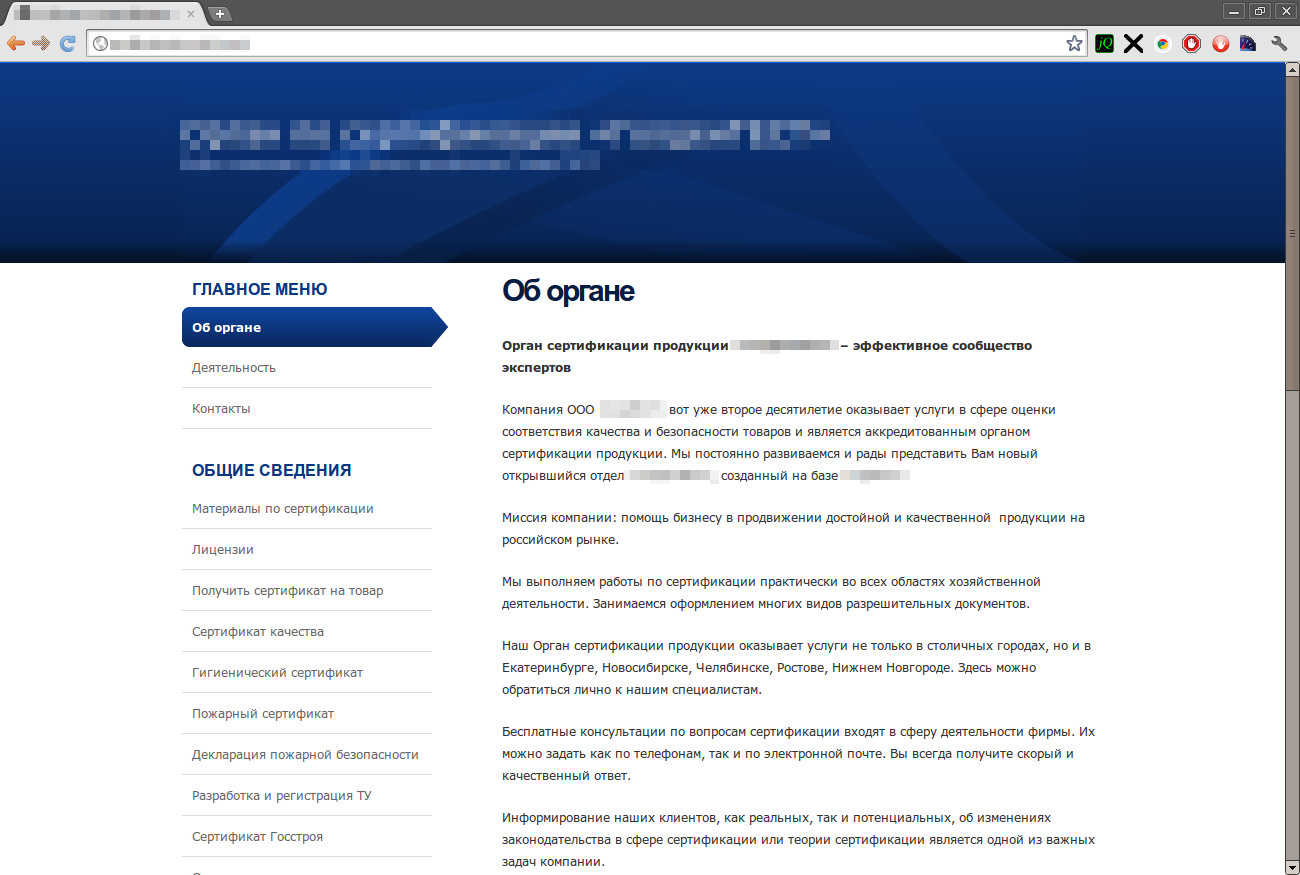 ГЛАВНОЕ МЕНЮ
Об органе
Деятельность
Контакты
ОБЩИЕ СВЕДЕНИЯ
Материалы по сертификации
Лицензии
Получить сертификат на товар
Сертификат качества
Гигиенический сертификат
Пожарный сертификат
Декларация пожарной безопасности
Разработка и регистрация ТУ
Сертификат Госстроя
Об органе
Орган сертификации продукции – эффективное сообщество
экспертов
Компания ООО вот уже второе десятилетие оказывает услуги в сфере оценки
соответствия качества и безопасности товаров и является аккредитованным органом
сертификации продукции. Мы постоянно развиваемся и рады представить Вам новый
открывшийся отдел созданный на базе
Миссия компании: помощь бизнесу в продвижении достойной и качественной  продукции на
российском рынке.
Мы выполняем работы по сертификации практически во всех областях хозяйственной
деятельности. Занимаемся оформлением многих видов разрешительных документов.
Наш Орган сертификации продукции оказывает услуги не только в столичных городах, но и в
Екатеринбурге, Новосибирске, Челябинске, Ростове, Нижнем Новгороде. Здесь можно
обратиться лично к нашим специалистам.
Бесплатные консультации по вопросам сертификации входят в сферу деятельности фирмы. Их
можно задать как по телефонам, так и по электронной почте. Вы всегда получите скорый и
качественный ответ.
Информирование наших клиентов, как реальных, так и потенциальных, об изменениях
законодательства в сфере сертификации или теории сертификации является одной из важных
задач компании.